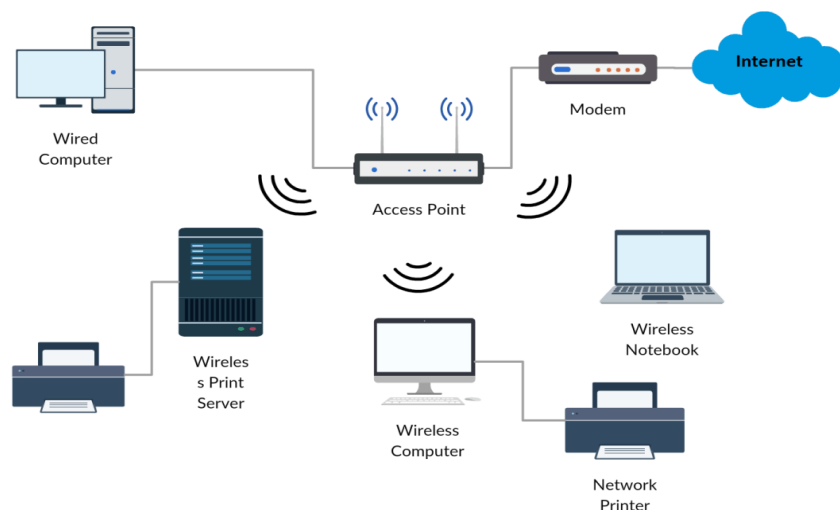 Internet
Modem
Wired
Computer
Access Point
Wireles
s Print
Server
Wireless
Notebook
Wireless
Computer
Network
Printer